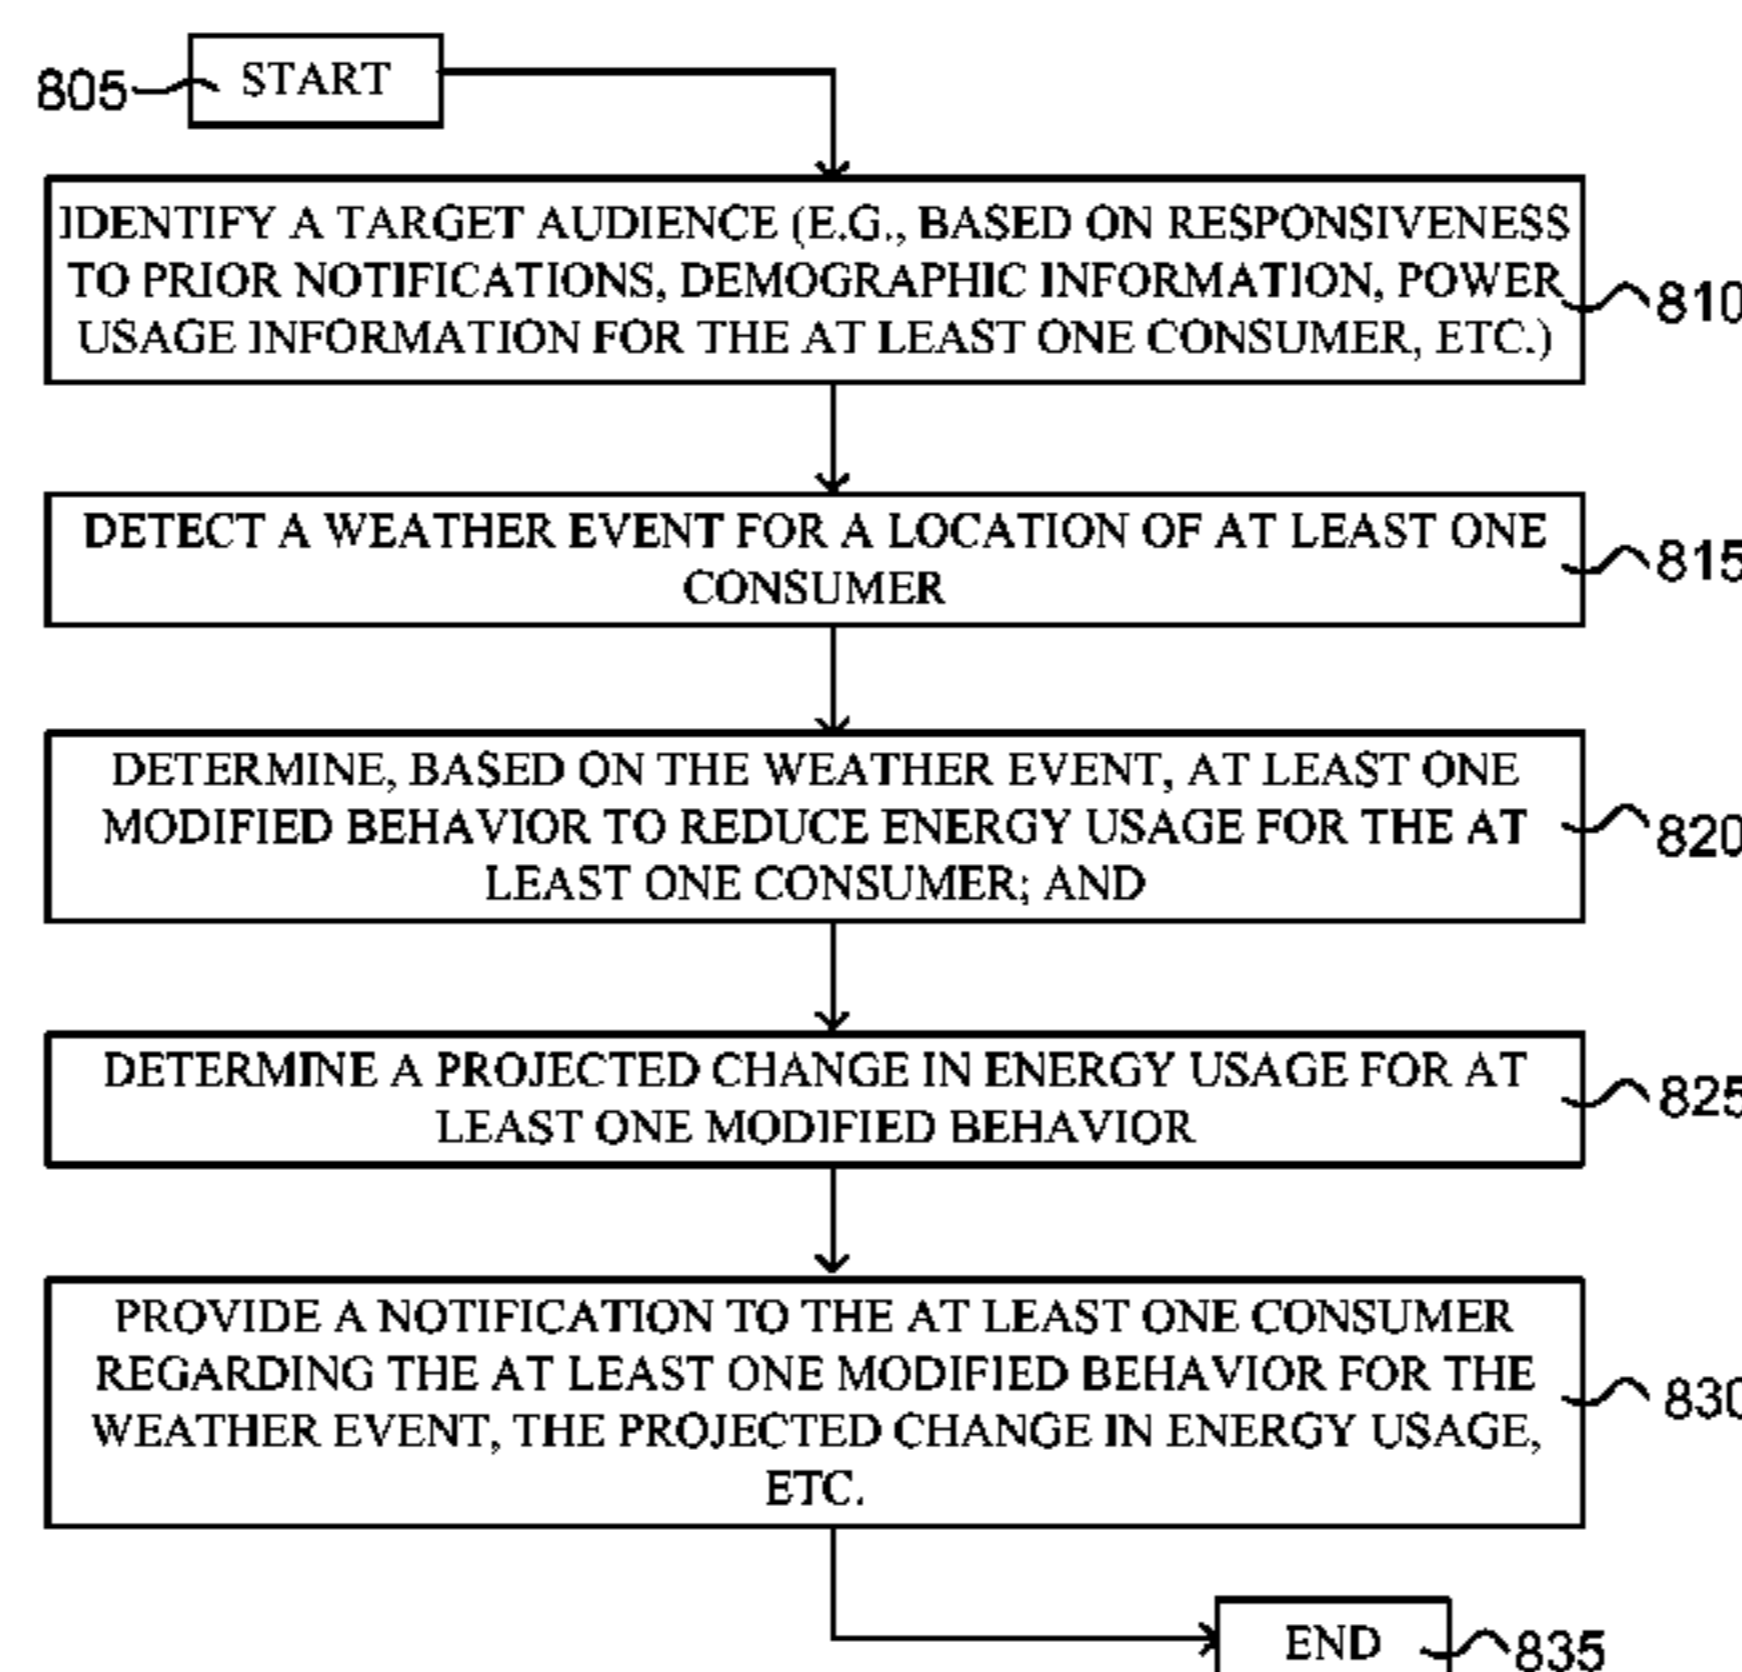 805
START
IDENTIFY A TARGET AUDIENCE (E.G., BASED ON RESPONSIVENESS
TO PRIOR NOTIFICATIONS, DEMOGRAPHIC INFORMATION, POWER
USAGE INFORMATION FOR THE AT LEAST ONE CONSUMER, ETC.)
810
DETECT A WEATHER EVENT FOR A LOCATION OF AT LEAST ONE
CONSUMER
815
DETERMINE, BASED ON THE WEATHER EVENT, AT LEAST ONE
MODIFIED BEHAVIOR TO REDUCE ENERGY USAGE FOR THE AT
LEAST ONE CONSUMER; AND
820
DETERMINE A PROJECTED CHANGE IN ENERGY USAGE FOR AT
LEAST ONE MODIFIED BEHAVIOR
825
PROVIDE A NOTIFICATION TO THE AT LEAST ONE CONSUMER
REGARDING THE AT LEAST ONE MODIFIED BEHAVIOR FOR THE
WEATHER EVENT, THE PROJECTED CHANGE IN ENERGY USAGE,
ETC.
830
END
835